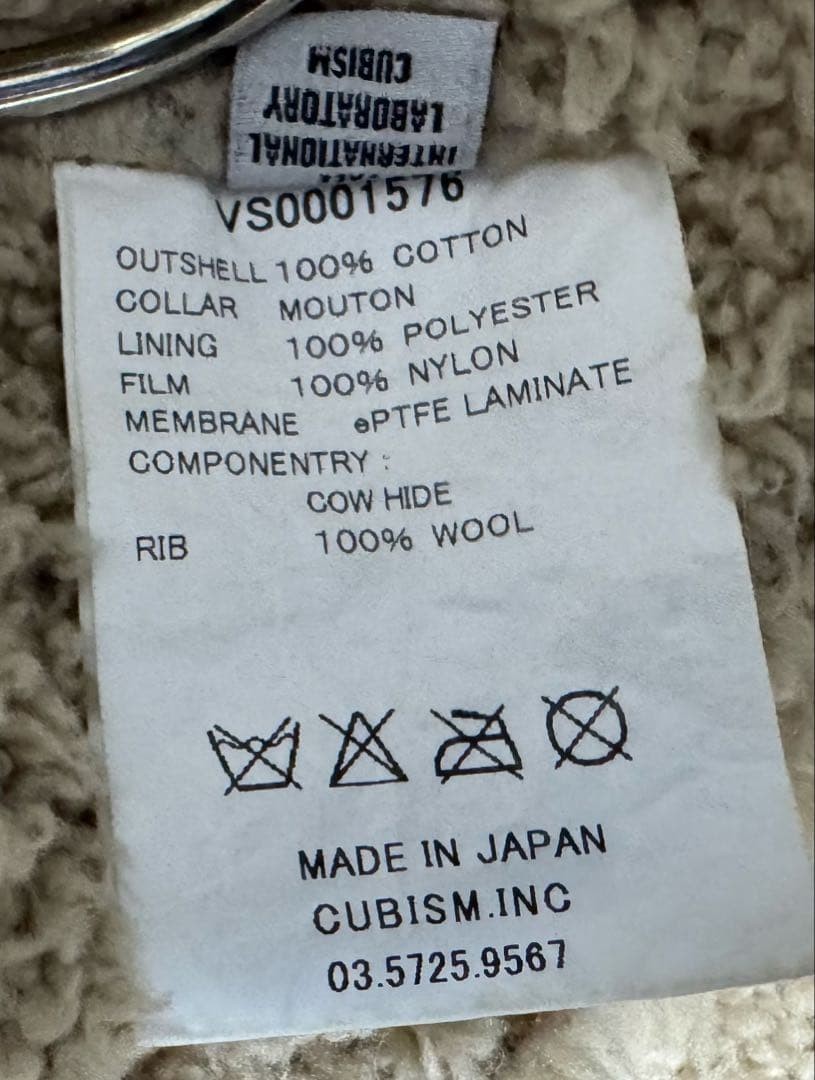 CUBISM
LABORATORY
INTERNATIONAL
VS0001576
OUTSHELL 100% COTTON
COLLAR MOUTON
LINING 100% POLYESTER
FILM 100% NYLON
MEMBRANE ePTFE LAMINATE
COMPONENTRY :
COW HIDE
RIB 100% WOOL
MADE IN JAPAN
CUBISM.INC
03.5725.9567